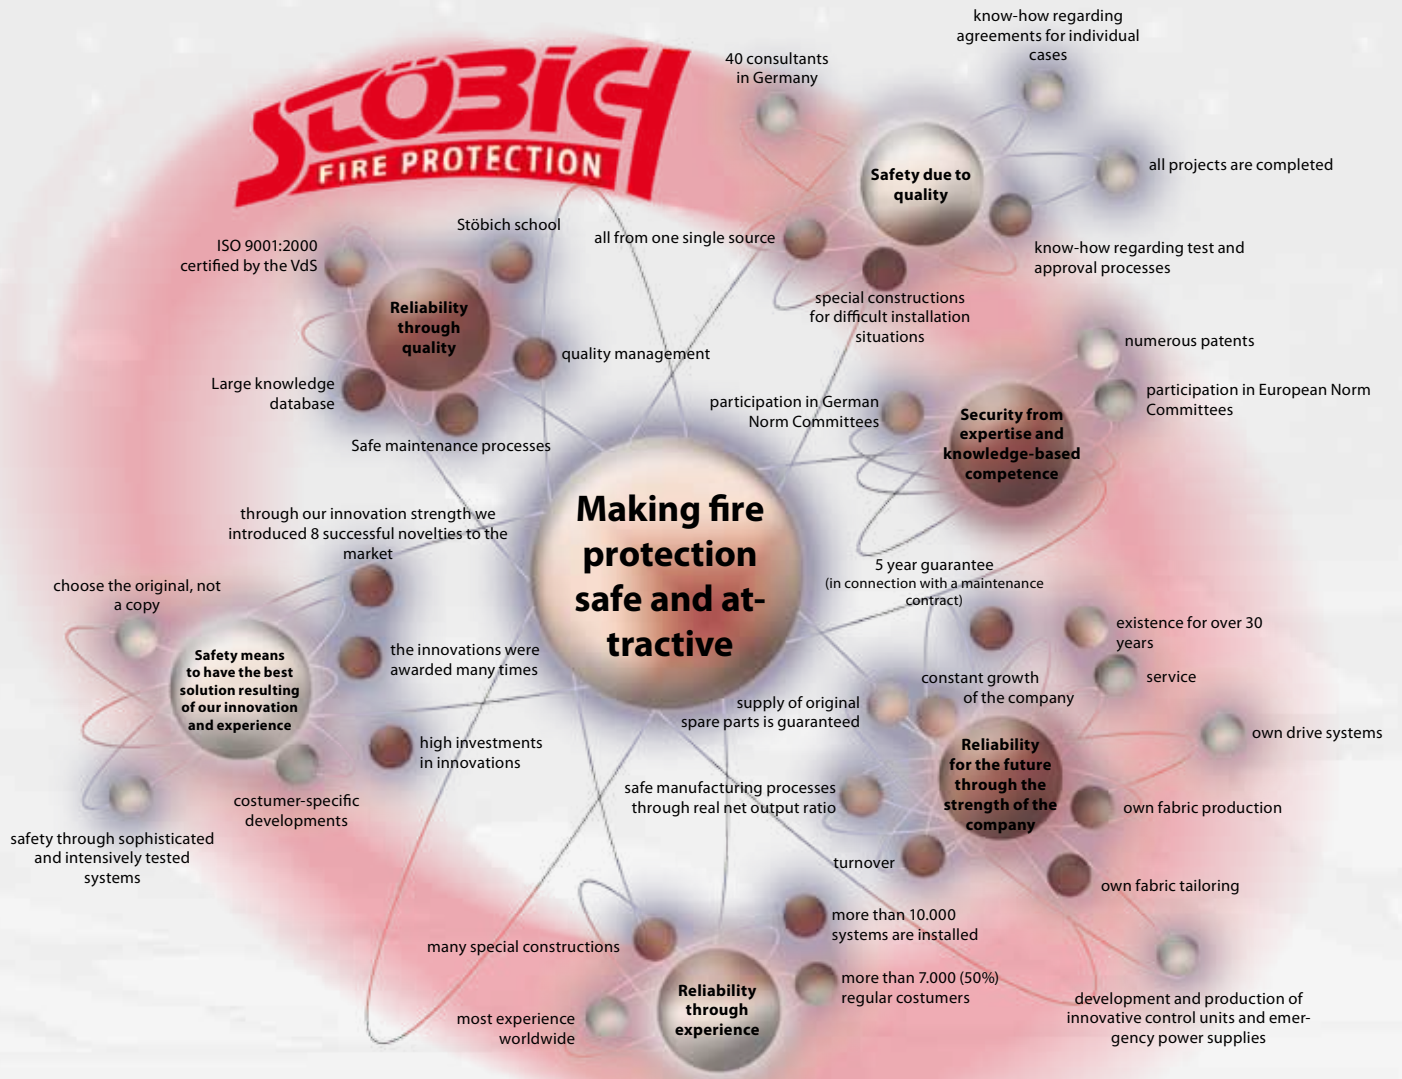 STÖBICH
FIRE PROTECTION
know-how regarding
agreements for individual
cases
40 consultants
in Germany
Safety due to
quality
all projects are completed
all from one single source
know-how regarding test and
approval processes
special constructions
for difficult installation
situations
ISO 9001:2000
certified by the VdS
Stöbich school
Reliability
through
quality
quality management
Large knowledge
database
Safe maintenance processes
numerous patents
participation in European Norm
Committees
participation in German
Norm Committees
Security from
expertise and
knowledge-based
competence
Making fire
protection
safe and at-
tractive
through our innovation strength we
introduced 8 successful novelties to the
market
choose the original, not
a copy
Safety means
to have the best
solution resulting
of our innovation
and experience
the innovations were
awarded many times
high investments
in innovations
costumer-specific
developments
safety through sophisticated
and intensively tested
systems
5 year guarantee
(in connection with a maintenance
contract)
existence for over 30
years
service
constant growth
of the company
supply of original
spare parts is guaranteed
own drive systems
Reliability
for the future
through the
strength of the
company
safe manufacturing processes
through real net output ratio
own fabric production
turnover
own fabric tailoring
development and production of
innovative control units and emer-
gency power supplies
more than 10.000
systems are installed
many special constructions
more than 7.000 (50%)
regular costumers
Reliability
through
experience
most experience
worldwide